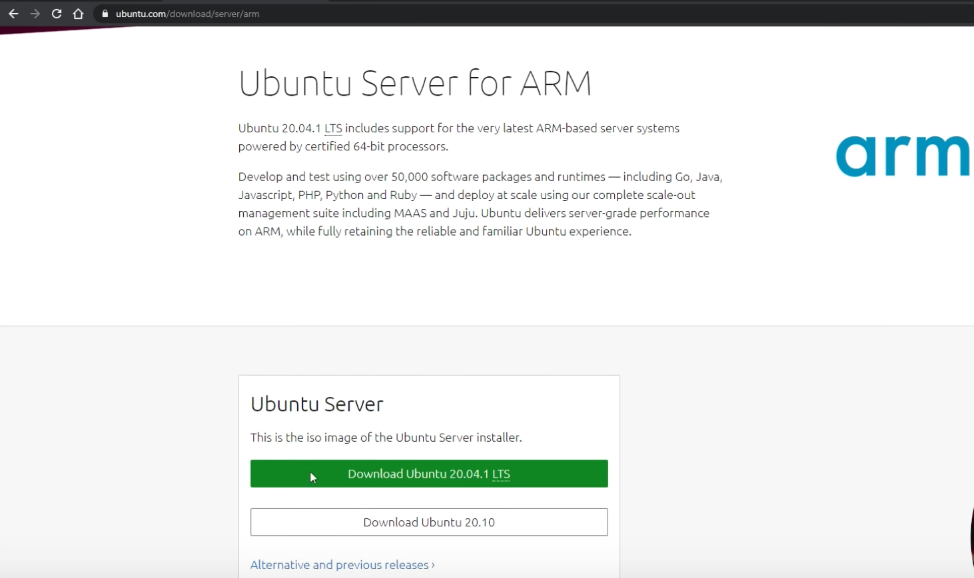 ubuntu.com/download/server/arm
Ubuntu Server for ARM
Ubuntu 20.04.1 LTS includes support for the very latest ARM-based server systems
powered by certified 64-bit processors.
arm
Develop and test using over 50,000 software packages and runtimes — including Go, Java,
Javascript, PHP, Python and Ruby — and deploy at scale using our complete scale-out
management suite including MAAS and Juju. Ubuntu delivers server-grade performance
on ARM, while fully retaining the reliable and familiar Ubuntu experience.
Ubuntu Server
This is the iso image of the Ubuntu Server installer.
Download Ubuntu 20.04.1 LTS
Download Ubuntu 20.10
Alternative and previous releases ›